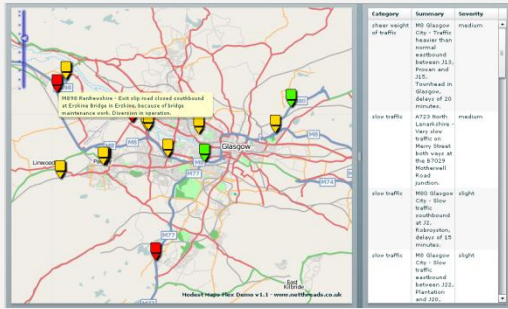 M898 Renfrewshire - Exit slip road closed southbound
at Erskine Bridge in Erskine, because of bridge
maintenance work. Diversion in operation.
Glasgow
Linwood
M8
M8
M77
M74
M77
East
Kilbride
Modest Maps Flex Demo v1.1 - www.netthreads.co.uk
Category Summary Severity
sheer weight
of traffic
M8 Glasgow
City - Traffic
heavier than
normal
eastbound
between J13,
Provan and
J15,
Townhead in
Glasgow,
delays of 20
minutes.
medium
slow traffic
A723 North
Lanarkshire -
Very slow
traffic on
Merry Street
both ways at
the B7029
Motherwell
Road
junction.
medium
slow traffic
M80 Glasgow
City - Slow
traffic
southbound
at J2,
Robroyston,
delays of 15
minutes.
slight
slow traffic
M8 Glasgow
City - Slow
traffic
eastbound
between J22,
Plantation
and J20,
slight